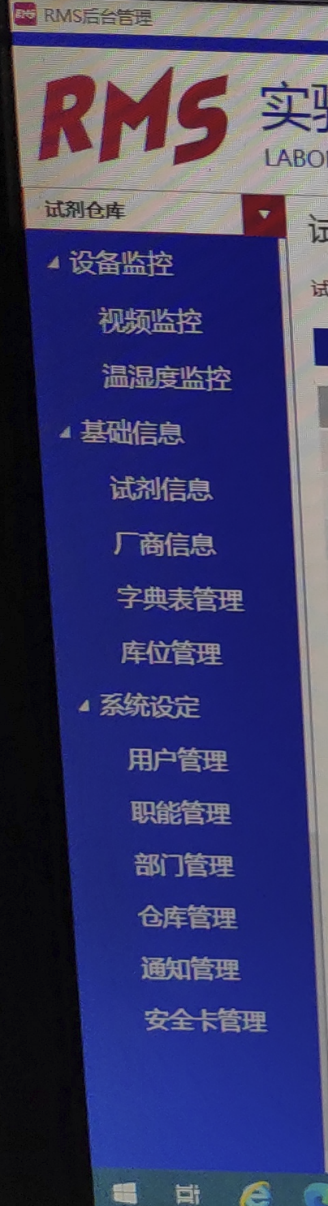 RMS后台管理
RMS
实
LABO
试剂仓库
设备监控
视频监控
温湿度监控
基础信息
试剂信息
厂商信息
字典表管理
库位管理
系统设定
用户管理
职能管理
部门管理
仓库管理
通知管理
安全卡管理